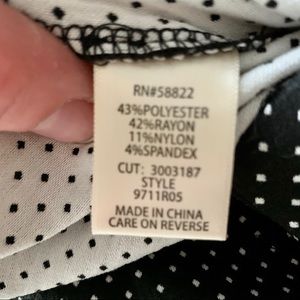 RN#58822
43%POLYESTER
42%RAYON
11%NYLON
4%SPANDEX
CUT: 3003187
STYLE
9711R05
MADE IN CHINA
CARE ON REVERSE